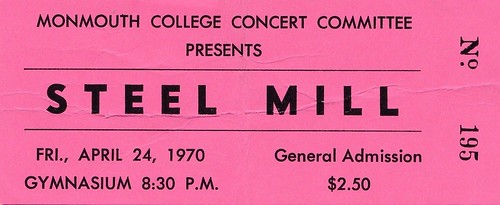 MONMOUTH COLLEGE CONCERT COMMITTEE
PRESENTS
STEEL MILL
FRI., APRIL 24, 1970 General Admission
GYMNASIUM 8:30 P.M. $2.50
Nº. 195